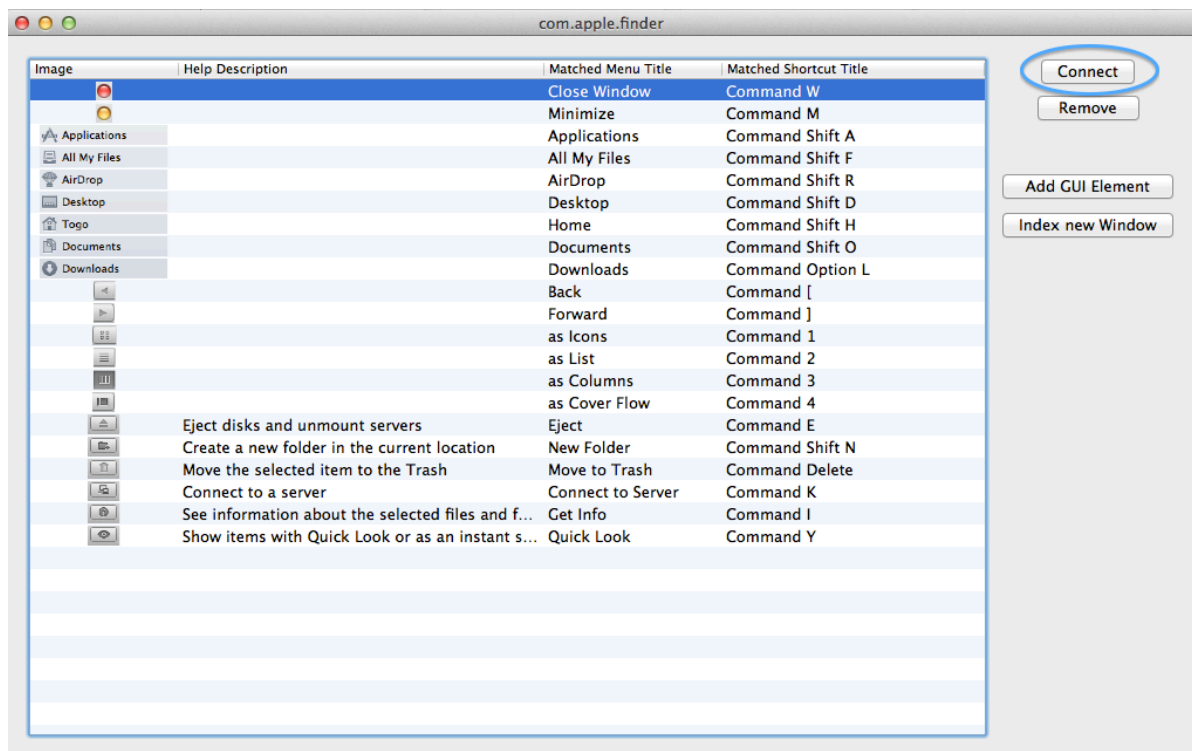 com.apple.finder
Image Help Description Matched Menu Title Matched Shortcut Title
Close Window Command W
Minimize Command M
Applications Applications Command Shift A
All My Files All My Files Command Shift F
AirDrop AirDrop Command Shift R
Desktop Desktop Command Shift D
Togo Home Command Shift H
Documents Documents Command Shift O
Downloads Downloads Command Option L
Back Command [
Forward Command ]
as Icons Command 1
as List Command 2
as Columns Command 3
as Cover Flow Command 4
Eject disks and unmount servers Eject Command E
Create a new folder in the current location New Folder Command Shift N
Move the selected item to the Trash Move to Trash Command Delete
Connect to a server Connect to Server Command K
See information about the selected files and f... Get Info Command I
Show items with Quick Look or as an instant s... Quick Look Command Y
Connect
Remove
Add GUI Element
Index new Window